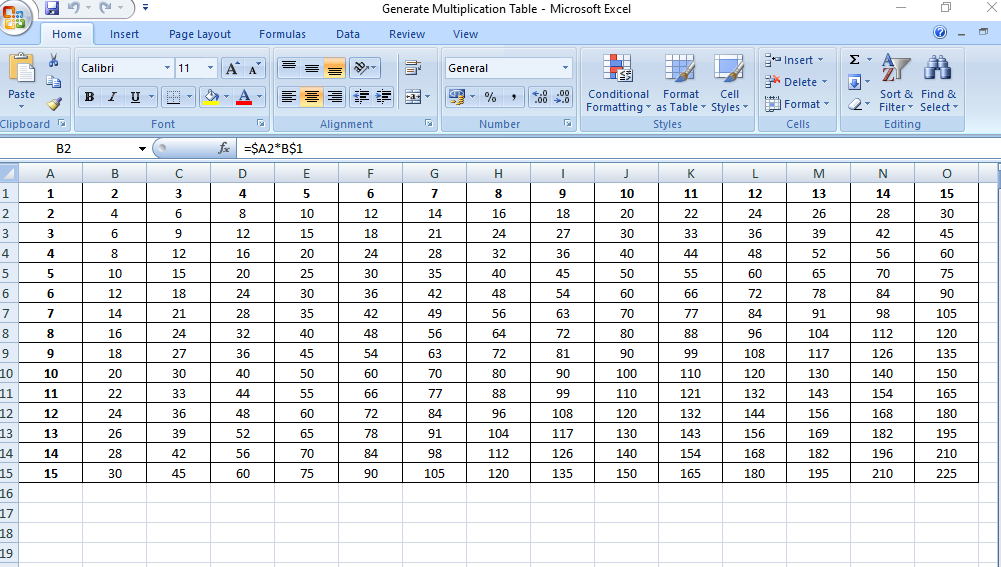 Generate Multiplication Table - Microsoft Excel
Home Insert Page Layout Formulas Data Review View
Calibri 11 A A General Insert Σ
Paste B I U A % , .00 .00 Conditional Formatting Format as Table Cell Styles Delete Sort & Filter Find & Select
Format
Clipboard Font Alignment Number Styles Cells Editing
B2 fx =$A2*B$1
A B C D E F G H I J K L M N O
1 1 2 3 4 5 6 7 8 9 10 11 12 13 14 15
2 2 4 6 8 10 12 14 16 18 20 22 24 26 28 30
3 3 6 9 12 15 18 21 24 27 30 33 36 39 42 45
4 4 8 12 16 20 24 28 32 36 40 44 48 52 56 60
5 5 10 15 20 25 30 35 40 45 50 55 60 65 70 75
6 6 12 18 24 30 36 42 48 54 60 66 72 78 84 90
7 7 14 21 28 35 42 49 56 63 70 77 84 91 98 105
8 8 16 24 32 40 48 56 64 72 80 88 96 104 112 120
9 9 18 27 36 45 54 63 72 81 90 99 108 117 126 135
10 10 20 30 40 50 60 70 80 90 100 110 120 130 140 150
11 11 22 33 44 55 66 77 88 99 110 121 132 143 154 165
12 12 24 36 48 60 72 84 96 108 120 132 144 156 168 180
13 13 26 39 52 65 78 91 104 117 130 143 156 169 182 195
14 14 28 42 56 70 84 98 112 126 140 154 168 182 196 210
15 15 30 45 60 75 90 105 120 135 150 165 180 195 210 225
16
17
18
19